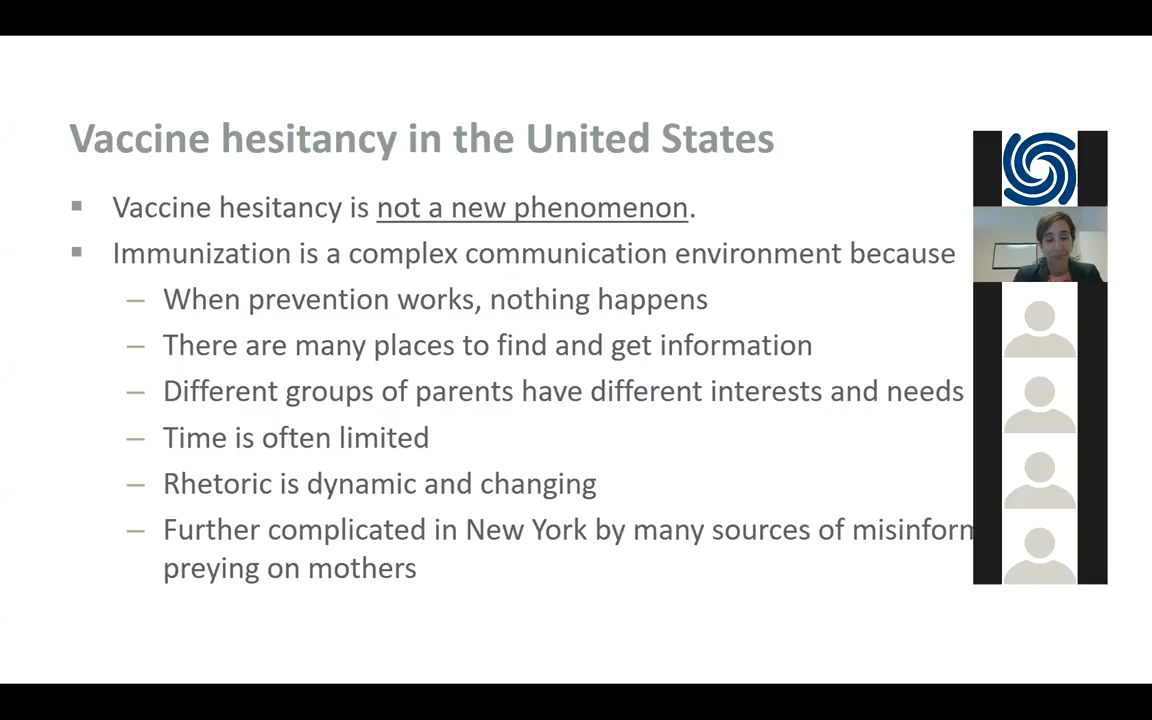 Vaccine hesitancy in the United States
▪ Vaccine hesitancy is not a new phenomenon.
▪ Immunization is a complex communication environment because
– When prevention works, nothing happens
– There are many places to find and get information
– Different groups of parents have different interests and needs
– Time is often limited
– Rhetoric is dynamic and changing
– Further complicated in New York by many sources of misinform
preying on mothers